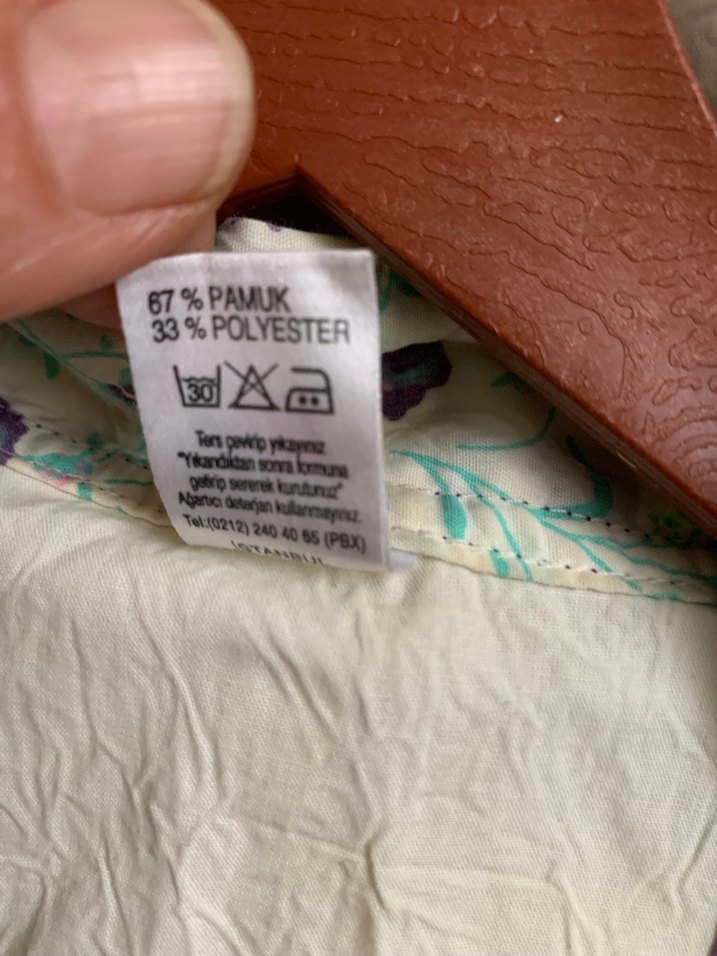 67 % PAMUK
33 % POLYESTER
30
Ters çevirip yıkayınız
"Yıkandıktan sonra formuna
getirip sererek kurutunuz"
Ağartıcı deterjan kullanmayınız.
Tel:(0212) 240 40 65 (PBX)
İSTANBUL